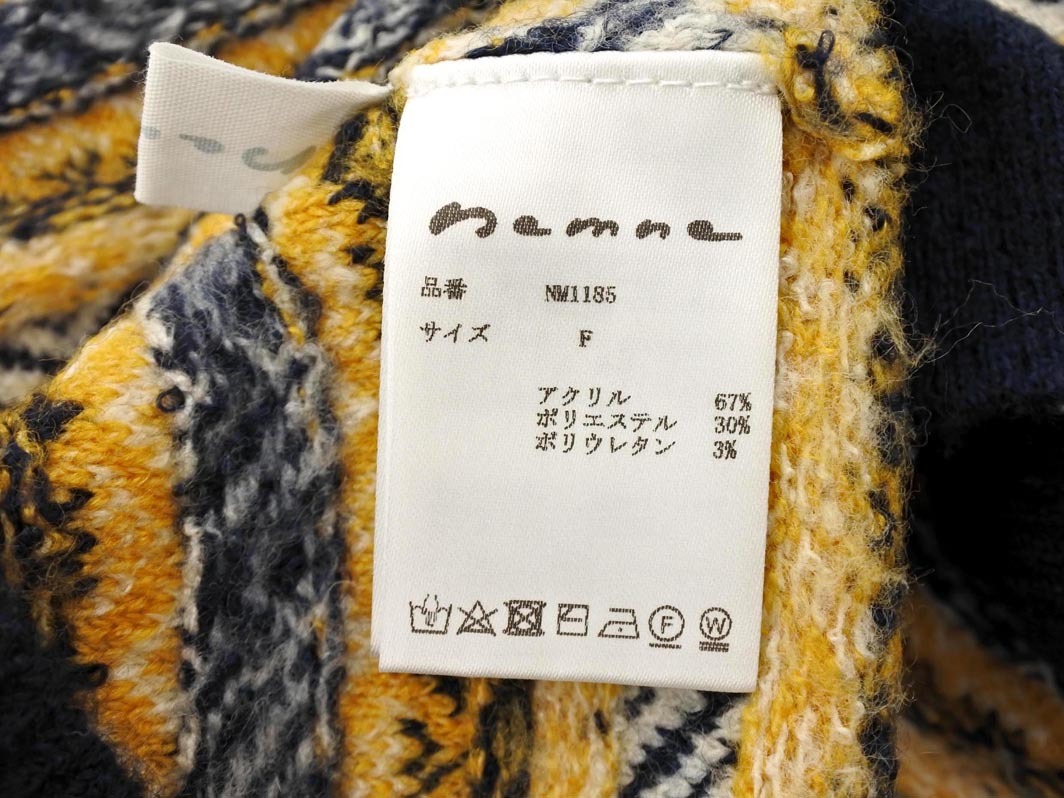 memne
品番 NM1185
サイズ F
アクリル 67%
ポリエステル 30%
ポリウレタン 3%
F W